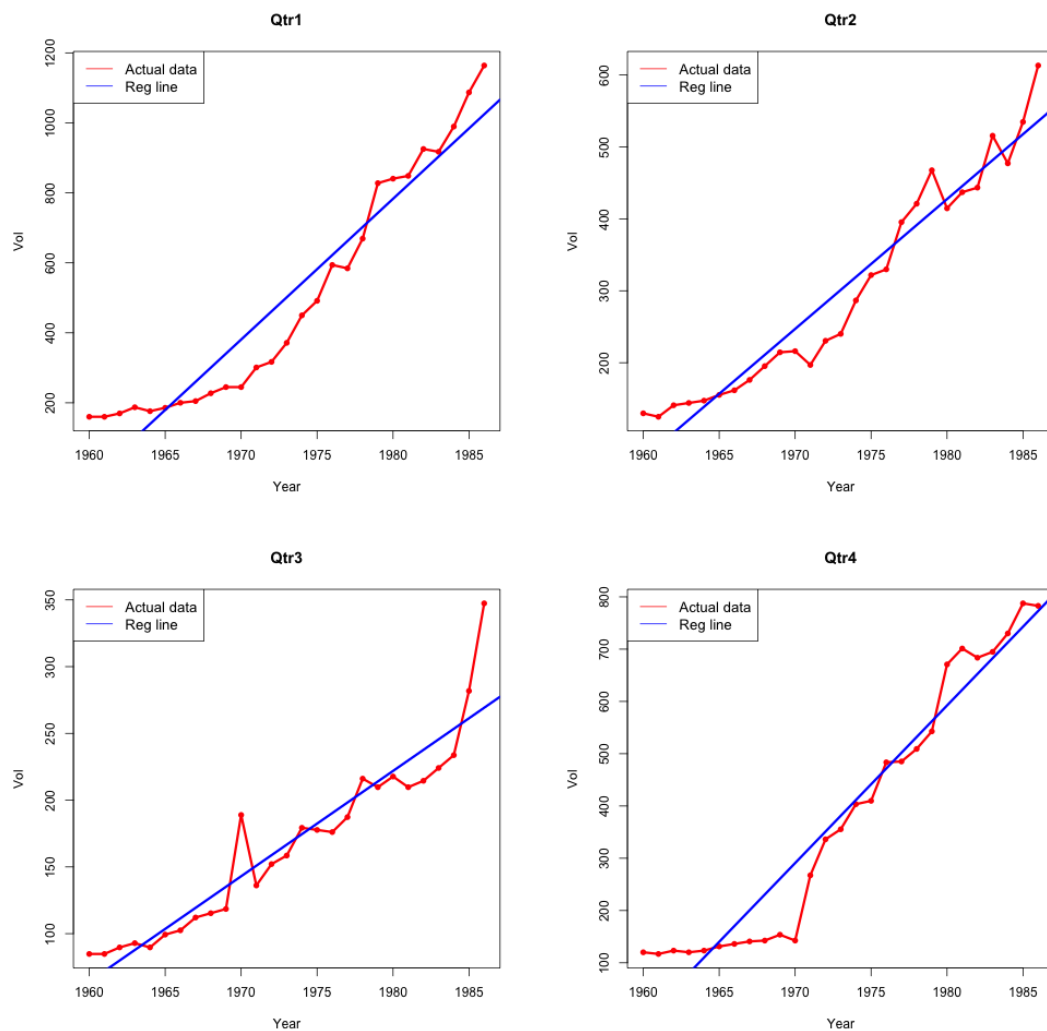 Qtr1
Actual data
Reg line
Vol
200
400
600
800
1000
1200
1960 1965 1970 1975 1980 1985
Year
Qtr2
Actual data
Reg line
Vol
200
300
400
500
600
1960 1965 1970 1975 1980 1985
Year
Qtr3
Actual data
Reg line
Vol
100
150
200
250
300
350
1960 1965 1970 1975 1980 1985
Year
Qtr4
Actual data
Reg line
Vol
100
200
300
400
500
600
700
800
1960 1965 1970 1975 1980 1985
Year